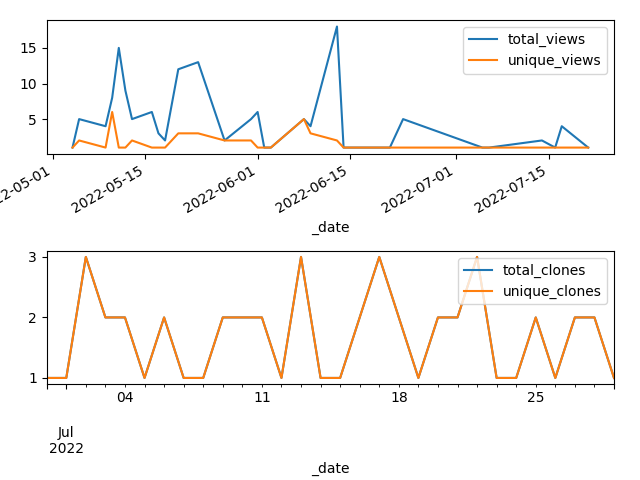 total_views
unique_views
15
10
5
2-05-01
2022-05-15
2022-06-01
2022-06-15
2022-07-01
2022-07-15
_date
total_clones
unique_clones
3
2
1
04
11
18
25
Jul
2022
_date